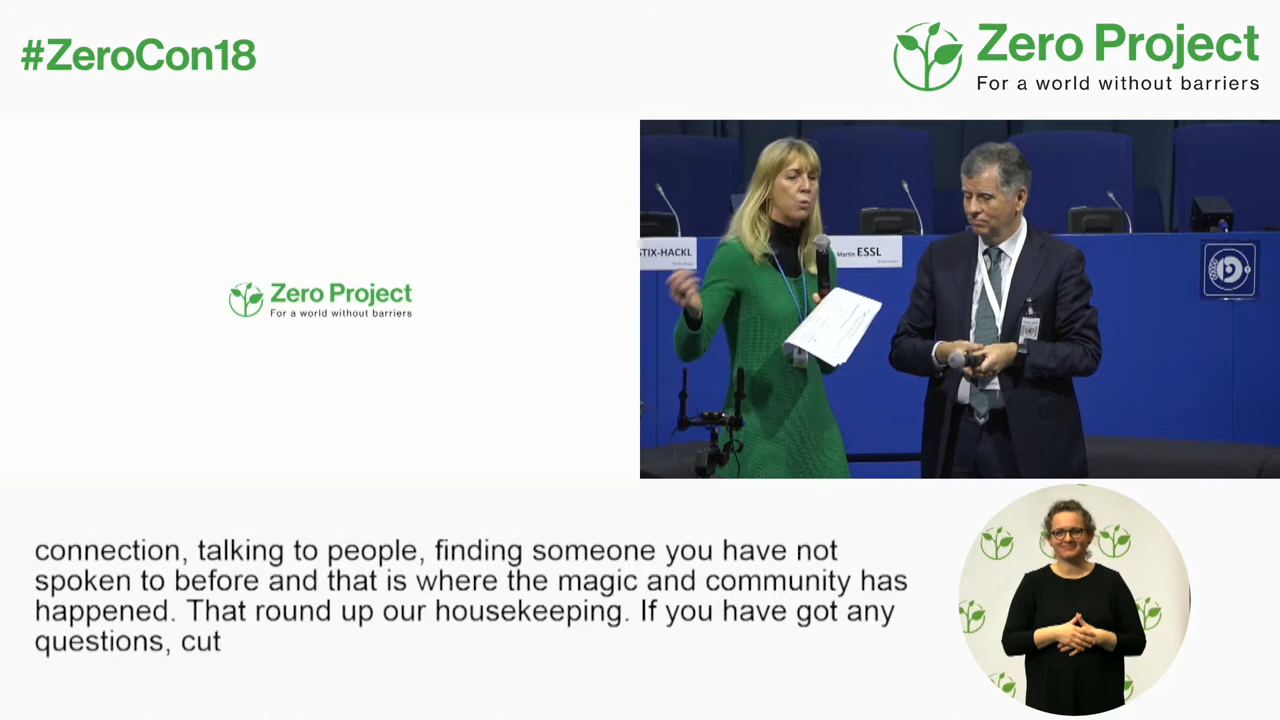 #ZeroCon18
Zero Project
For a world without barriers
Zero Project
For a world without barriers
STIX-HACKL
Martin ESSL
connection, talking to people, finding someone you have not
spoken to before and that is where the magic and community has
happened. That round up our housekeeping. If you have got any
questions, cut